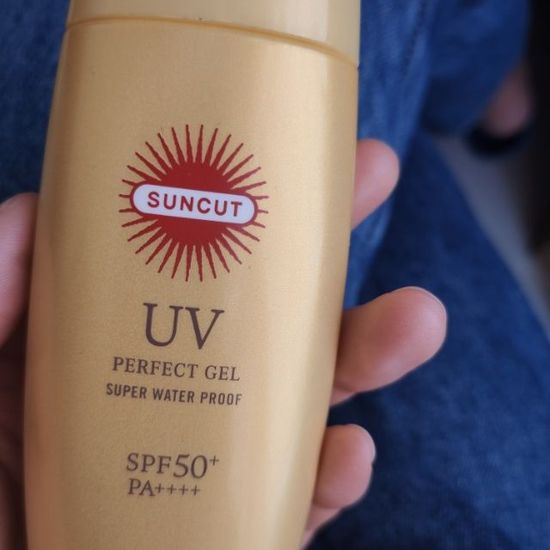 SUNCUT
UV
PERFECT GEL
SUPER WATER PROOF
SPF50+
PA++++